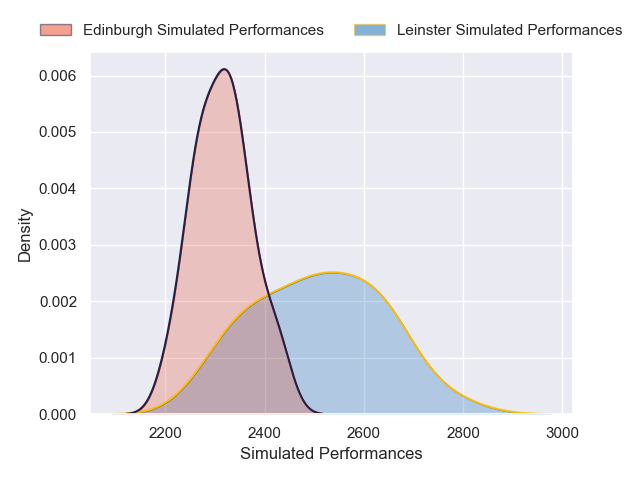 Edinburgh Simulated Performances Leinster Simulated Performances
0.006
0.005
0.004
0.003
0.002
0.001
0.000
Density
2200 2400 2600 2800 3000
Simulated Performances